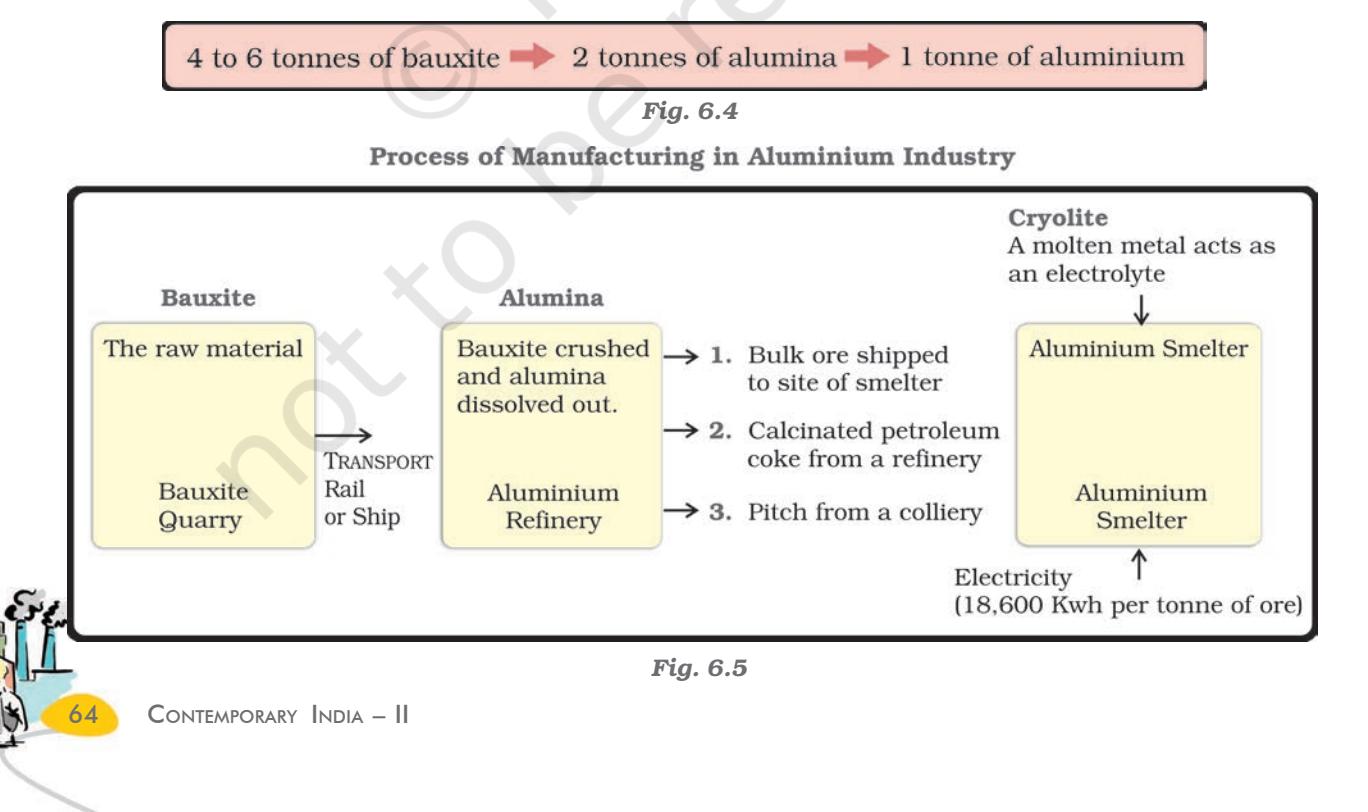 4 to 6 tonnes of bauxite → 2 tonnes of alumina → 1 tonne of aluminium
Fig. 6.4
Process of Manufacturing in Aluminium Industry
Bauxite
The raw material
Bauxite
Quarry
TRANSPORT
Rail
or Ship
Alumina
Bauxite crushed
and alumina
dissolved out.
Aluminium
Refinery
1. Bulk ore shipped
to site of smelter
2. Calcinated petroleum
coke from a refinery
3. Pitch from a colliery
Cryolite
A molten metal acts as
an electrolyte
Aluminium Smelter
Aluminium
Smelter
Electricity
(18,600 Kwh per tonne of ore)
Fig. 6.5
64 CONTEMPORARY INDIA – II
©
not to be re